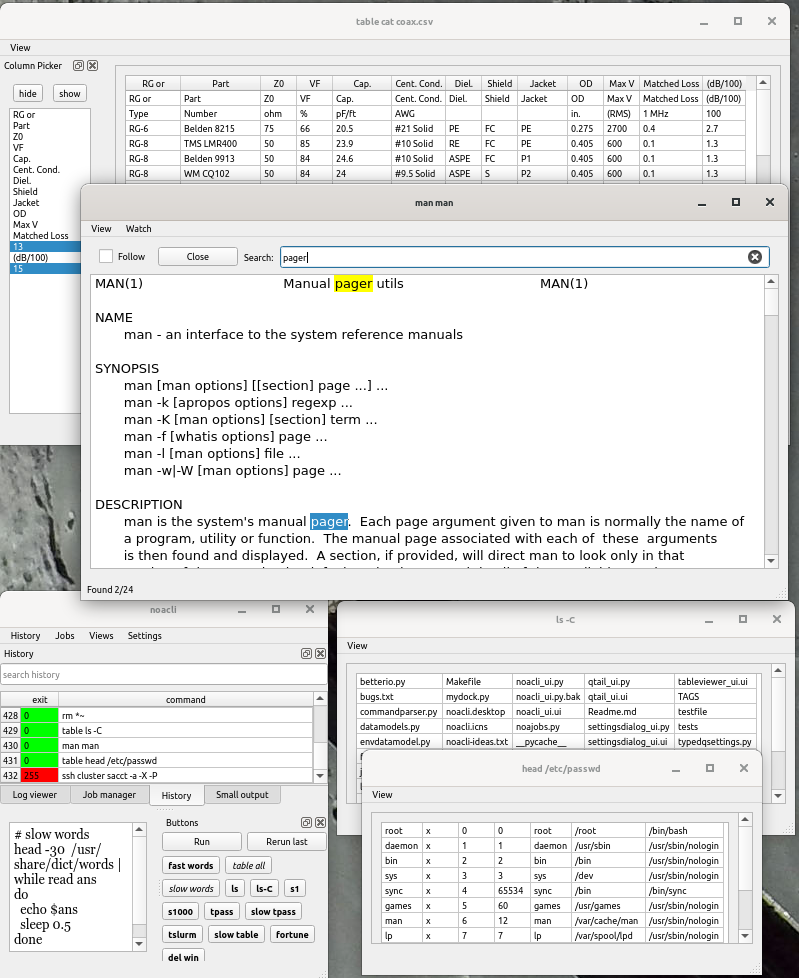 table cat coax.csv
View
Column Picker
hide show
RG or
Part
Z0
VF
Cap.
Cent. Cond.
Diel.
Shield
Jacket
OD
Max V
Matched Loss
13
(dB/100)
15
RG or Part Z0 VF Cap. Cent. Cond. Diel. Shield Jacket OD Max V Matched Loss (dB/100)
RG or Part Z0 VF Cap. Cent. Cond. Diel. Shield Jacket OD Max V Matched Loss (dB/100)
Type Number ohm % pF/ft AWG in. (RMS) 1 MHz 100
RG-6 Belden 8215 75 66 20.5 #21 Solid PE FC PE 0.275 2700 0.4 2.7
RG-8 TMS LMR400 50 85 23.9 #10 Solid RE FC PE 0.405 600 0.1 1.3
RG-8 Belden 9913 50 84 24.6 #10 Solid ASPE FC P1 0.405 600 0.1 1.3
RG-8 WM CQ102 50 84 24 #9.5 Solid ASPE S P2 0.405 600 0.1 1.3
man man
View Watch
Follow Close Search: pager
MAN(1) Manual pager utils MAN(1)
NAME
man - an interface to the system reference manuals
SYNOPSIS
man [man options] [[section] page ...] ...
man -k [apropos options] regexp ...
man -K [man options] [section] term ...
man -f [whatis options] page ...
man -l [man options] file ...
man -w|-W [man options] page ...
DESCRIPTION
man is the system's manual pager. Each page argument given to man is normally the name of
a program, utility or function. The manual page associated with each of these arguments
is then found and displayed. A section, if provided, will direct man to look only in that
Found 2/24
noacli
History Jobs Views Settings
History
search history
exit command
428 0 rm *~
429 0 table ls -C
430 0 man man
431 0 table head /etc/passwd
432 255 ssh cluster sacct -a -X -P
Log viewer Job manager History Small output
# slow words
head -30 /usr/
share/dict/words |
while read ans
do
echo $ans
sleep 0.5
done
Buttons
Run Rerun last
fast words table all
slow words ls ls-C s1
s1000 tpass slow tpass
tslurm slow table fortune
del win
ls -C
View
betterio.py Makefile noacli_ui.py qtail_ui.py tableviewer_ui.ui
bugs.txt mydock.py noacli_ui.py.bak qtail_ui.ui TAGS
commandparser.py noacli.desktop noacli_ui.ui Readme.md testfile
datamodels.py noacli.icns noajobs.py settingsdialog_ui.py tests
envdatamodel.py noacli-ideas.txt __pycache__ settingsdialog_ui.ui typedqsettings.py
head /etc/passwd
View
root x 0 0 root /root /bin/bash
daemon x 1 1 daemon /usr/sbin /usr/sbin/nologin
bin x 2 2 bin /bin /usr/sbin/nologin
sys x 3 3 sys /dev /usr/sbin/nologin
sync x 4 65534 sync /bin /bin/sync
games x 5 60 games /usr/games /usr/sbin/nologin
man x 6 12 man /var/cache/man /usr/sbin/nologin
lp x 7 7 lp /var/spool/lpd /usr/sbin/nologin